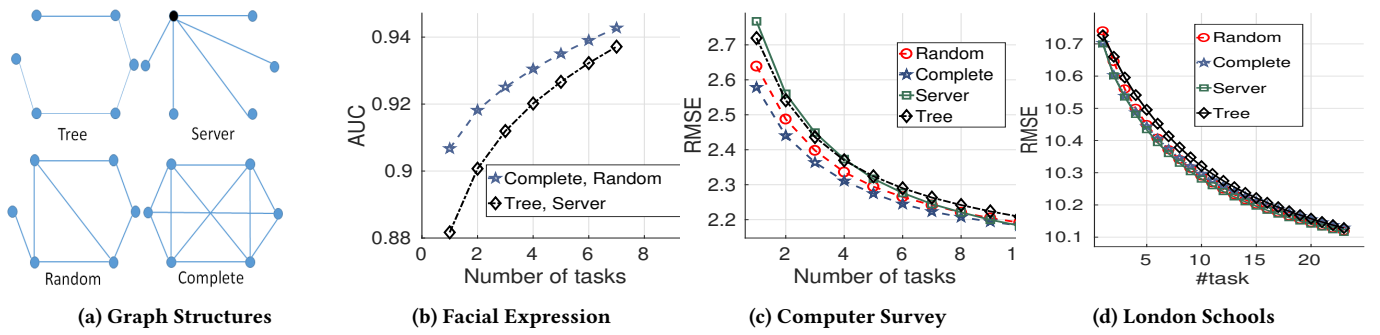 Tree
Server
Random
Complete
(a) Graph Structures
AUC
0.94
0.92
0.9
0.88
0
2
4
6
8
Number of tasks
Complete, Random
Tree, Server
(b) Facial Expression
RMSE
2.7
2.6
2.5
2.4
2.3
2.2
2
4
6
8
1
Number of tasks
Random
Complete
Server
Tree
(c) Computer Survey
RMSE
10.7
10.6
10.5
10.4
10.3
10.2
10.1
5
10
15
20
#task
Random
Complete
Server
Tree
(d) London Schools